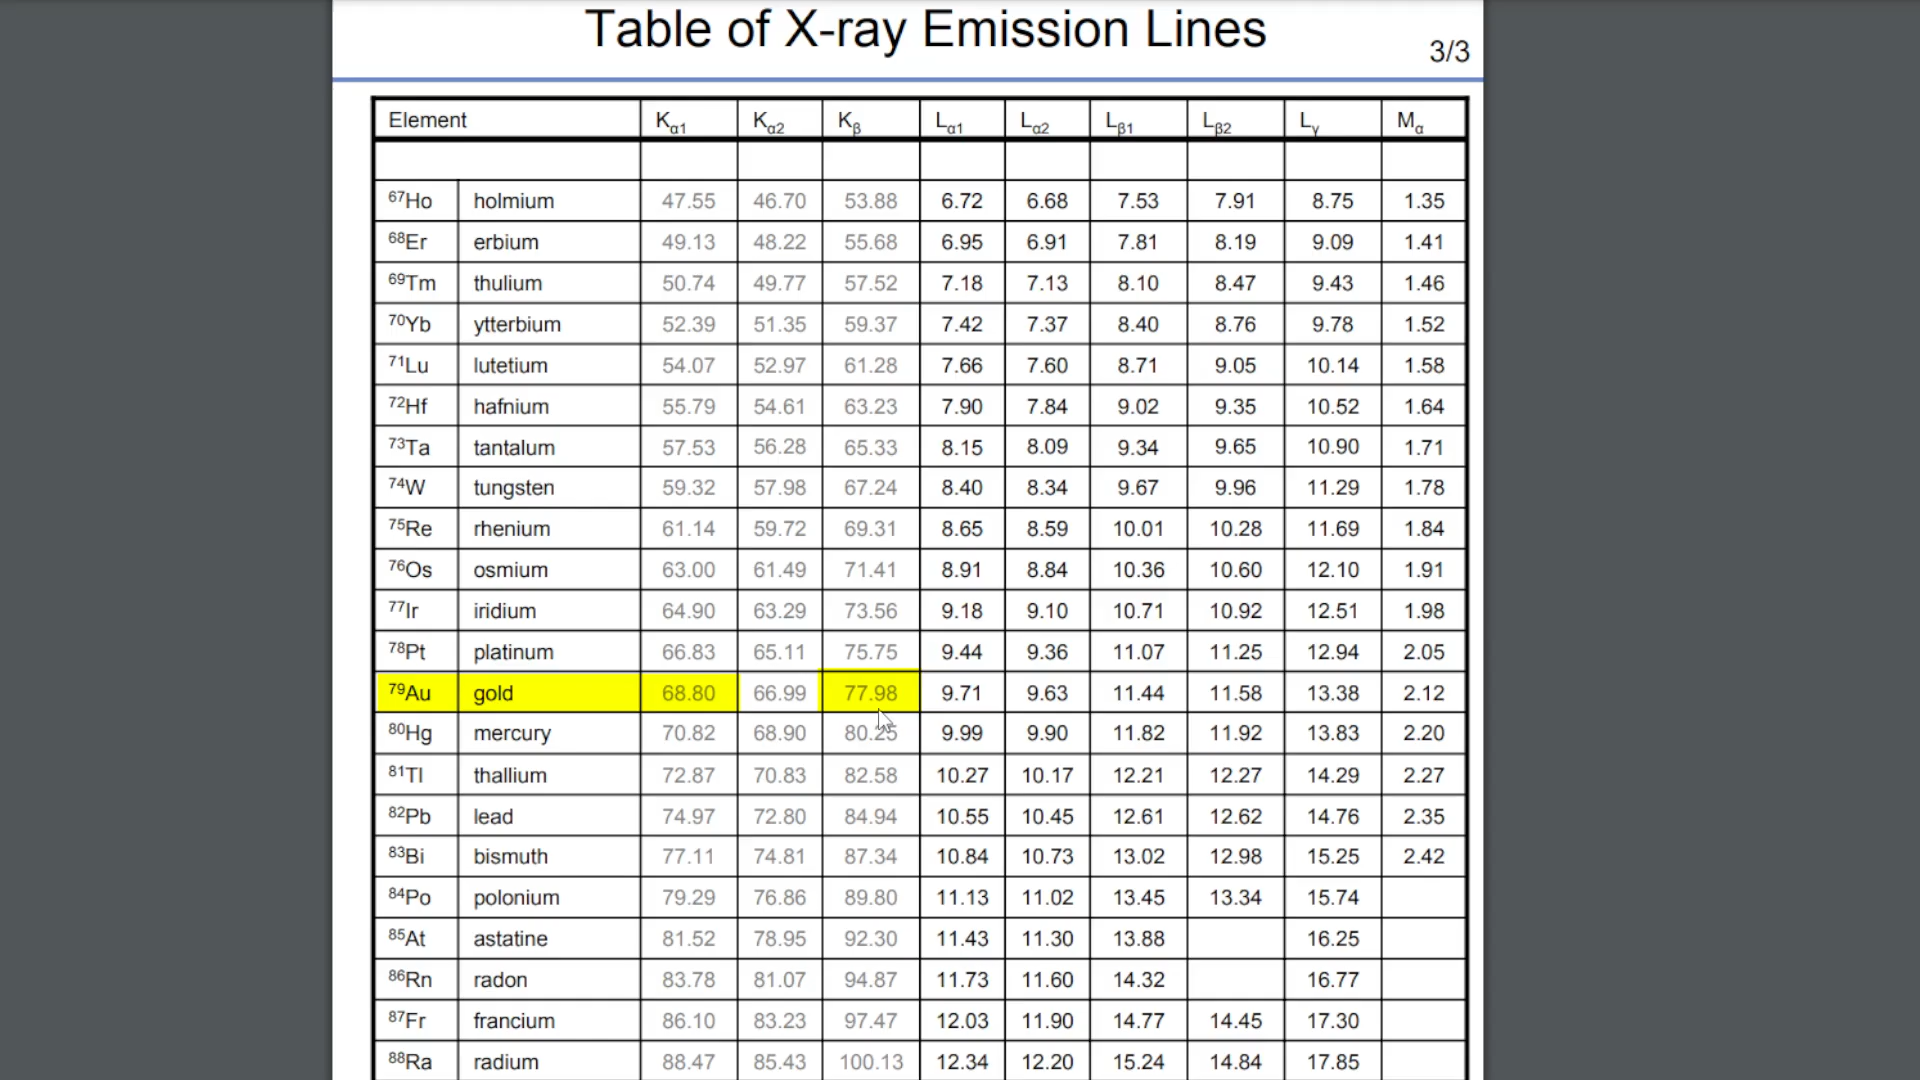 Table of X-ray Emission Lines
3/3
Element Kα1 Kα2 Kβ Lα1 Lα2 Lβ1 Lβ2 Lγ Mα
67Ho holmium 47.55 46.70 53.88 6.72 6.68 7.53 7.91 8.75 1.35
68Er erbium 49.13 48.22 55.68 6.95 6.91 7.81 8.19 9.09 1.41
69Tm thulium 50.74 49.77 57.52 7.18 7.13 8.10 8.47 9.43 1.46
70Yb ytterbium 52.39 51.35 59.37 7.42 7.37 8.40 8.76 9.78 1.52
71Lu lutetium 54.07 52.97 61.28 7.66 7.60 8.71 9.05 10.14 1.58
72Hf hafnium 55.79 54.61 63.23 7.90 7.84 9.02 9.35 10.52 1.64
73Ta tantalum 57.53 56.28 65.33 8.15 8.09 9.34 9.65 10.90 1.71
74W tungsten 59.32 57.98 67.24 8.40 8.34 9.67 9.96 11.29 1.78
75Re rhenium 61.14 59.72 69.31 8.65 8.59 10.01 10.28 11.69 1.84
76Os osmium 63.00 61.49 71.41 8.91 8.84 10.36 10.60 12.10 1.91
77Ir iridium 64.90 63.29 73.56 9.18 9.10 10.71 10.92 12.51 1.98
78Pt platinum 66.83 65.11 75.75 9.44 9.36 11.07 11.25 12.94 2.05
79Au gold 68.80 66.99 77.98 9.71 9.63 11.44 11.58 13.38 2.12
80Hg mercury 70.82 68.90 80.25 9.99 9.90 11.82 11.92 13.83 2.20
81Tl thallium 72.87 70.83 82.58 10.27 10.17 12.21 12.27 14.29 2.27
82Pb lead 74.97 72.80 84.94 10.55 10.45 12.61 12.62 14.76 2.35
83Bi bismuth 77.11 74.81 87.34 10.84 10.73 13.02 12.98 15.25 2.42
84Po polonium 79.29 76.86 89.80 11.13 11.02 13.45 13.34 15.74
85At astatine 81.52 78.95 92.30 11.43 11.30 13.88 16.25
86Rn radon 83.78 81.07 94.87 11.73 11.60 14.32 16.77
87Fr francium 86.10 83.23 97.47 12.03 11.90 14.77 14.45 17.30
88Ra radium 88.47 85.43 100.13 12.34 12.20 15.24 14.84 17.85